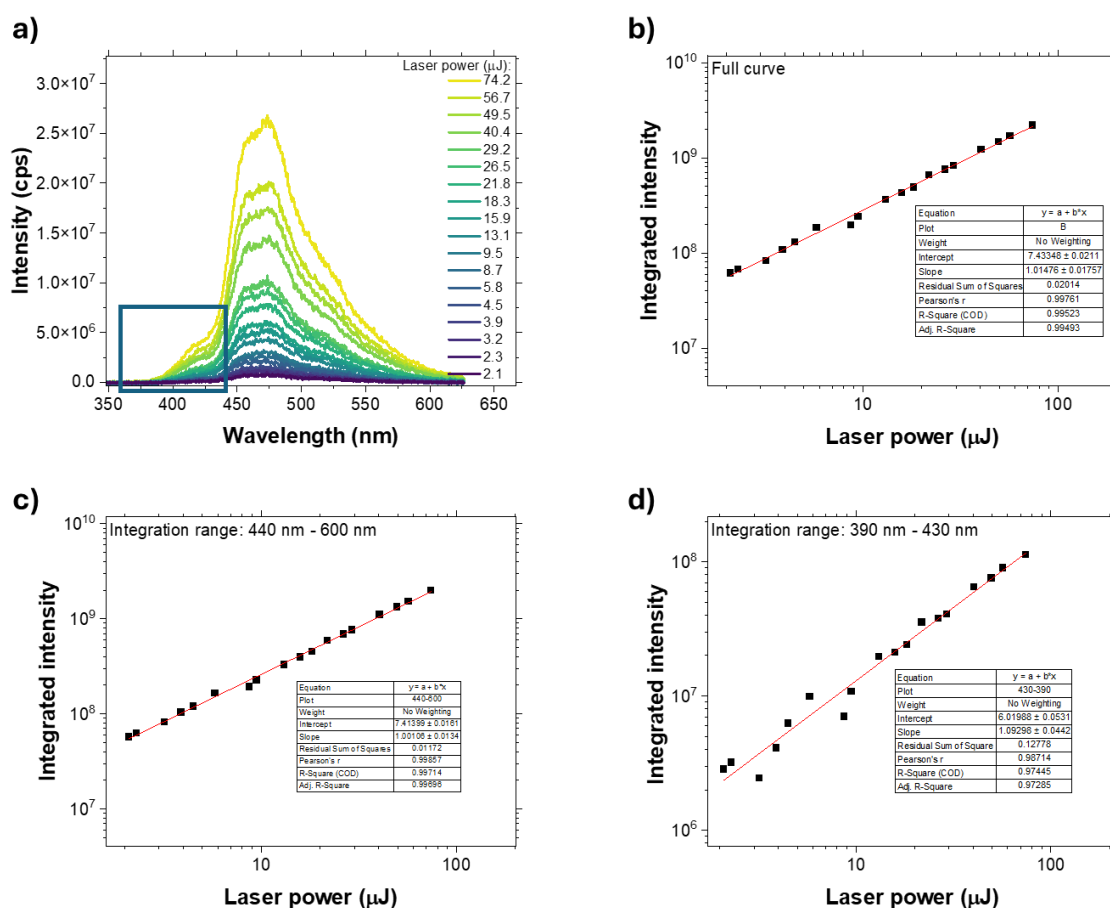 a)
Laser power (µJ):
74.2
56.7
49.5
40.4
29.2
26.5
21.8
18.3
15.9
13.1
9.5
8.7
5.8
4.5
3.9
3.2
2.3
2.1
3.0×10⁷
2.5×10⁷
2.0×10⁷
1.5×10⁷
1.0×10⁷
5.0×10⁶
0.0
350 400 450 500 550 600 650
Intensity (cps)
Wavelength (nm)
b)
Full curve
10¹⁰
10⁹
10⁸
10⁷
10 100
Integrated intensity
Laser power (µJ)
Equation y = a + b*x
Plot B
Weight No Weighting
Intercept 7.43348 ± 0.0211
Slope 1.01476 ± 0.01757
Residual Sum of Squares 0.02014
Pearson's r 0.99761
R-Square (COD) 0.99523
Adj. R-Square 0.99493
c)
Integration range: 440 nm - 600 nm
10¹⁰
10⁹
10⁸
10⁷
10 100
Integrated intensity
Laser power (µJ)
Equation y = a + b*x
Plot 440-600
Weight No Weighting
Intercept 7.41399 ± 0.0161
Slope 1.00106 ± 0.0134
Residual Sum of Squares 0.01172
Pearson's r 0.99857
R-Square (COD) 0.99714
Adj. R-Square 0.99696
d)
Integration range: 390 nm - 430 nm
10⁸
10⁷
10⁶
10 100
Integrated intensity
Laser power (µJ)
Equation y = a + b*x
Plot 430-390
Weight No Weighting
Intercept 6.01988 ± 0.0531
Slope 1.09298 ± 0.0442
Residual Sum of Square 0.12778
Pearson's r 0.98714
R-Square (COD) 0.97445
Adj. R-Square 0.97285